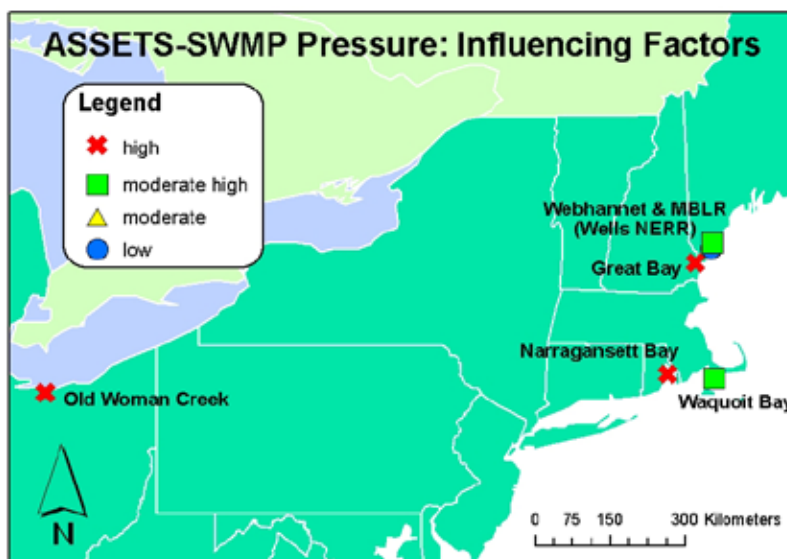 ASSETS-SWMP Pressure: Influencing Factors
Legend
high
moderate high
moderate
low
Webhannet & MBLR
(Wells NERR)
Great Bay
Narragansett Bay
Waquoit Bay
Old Woman Creek
N
0 75 150 300 Kilometers